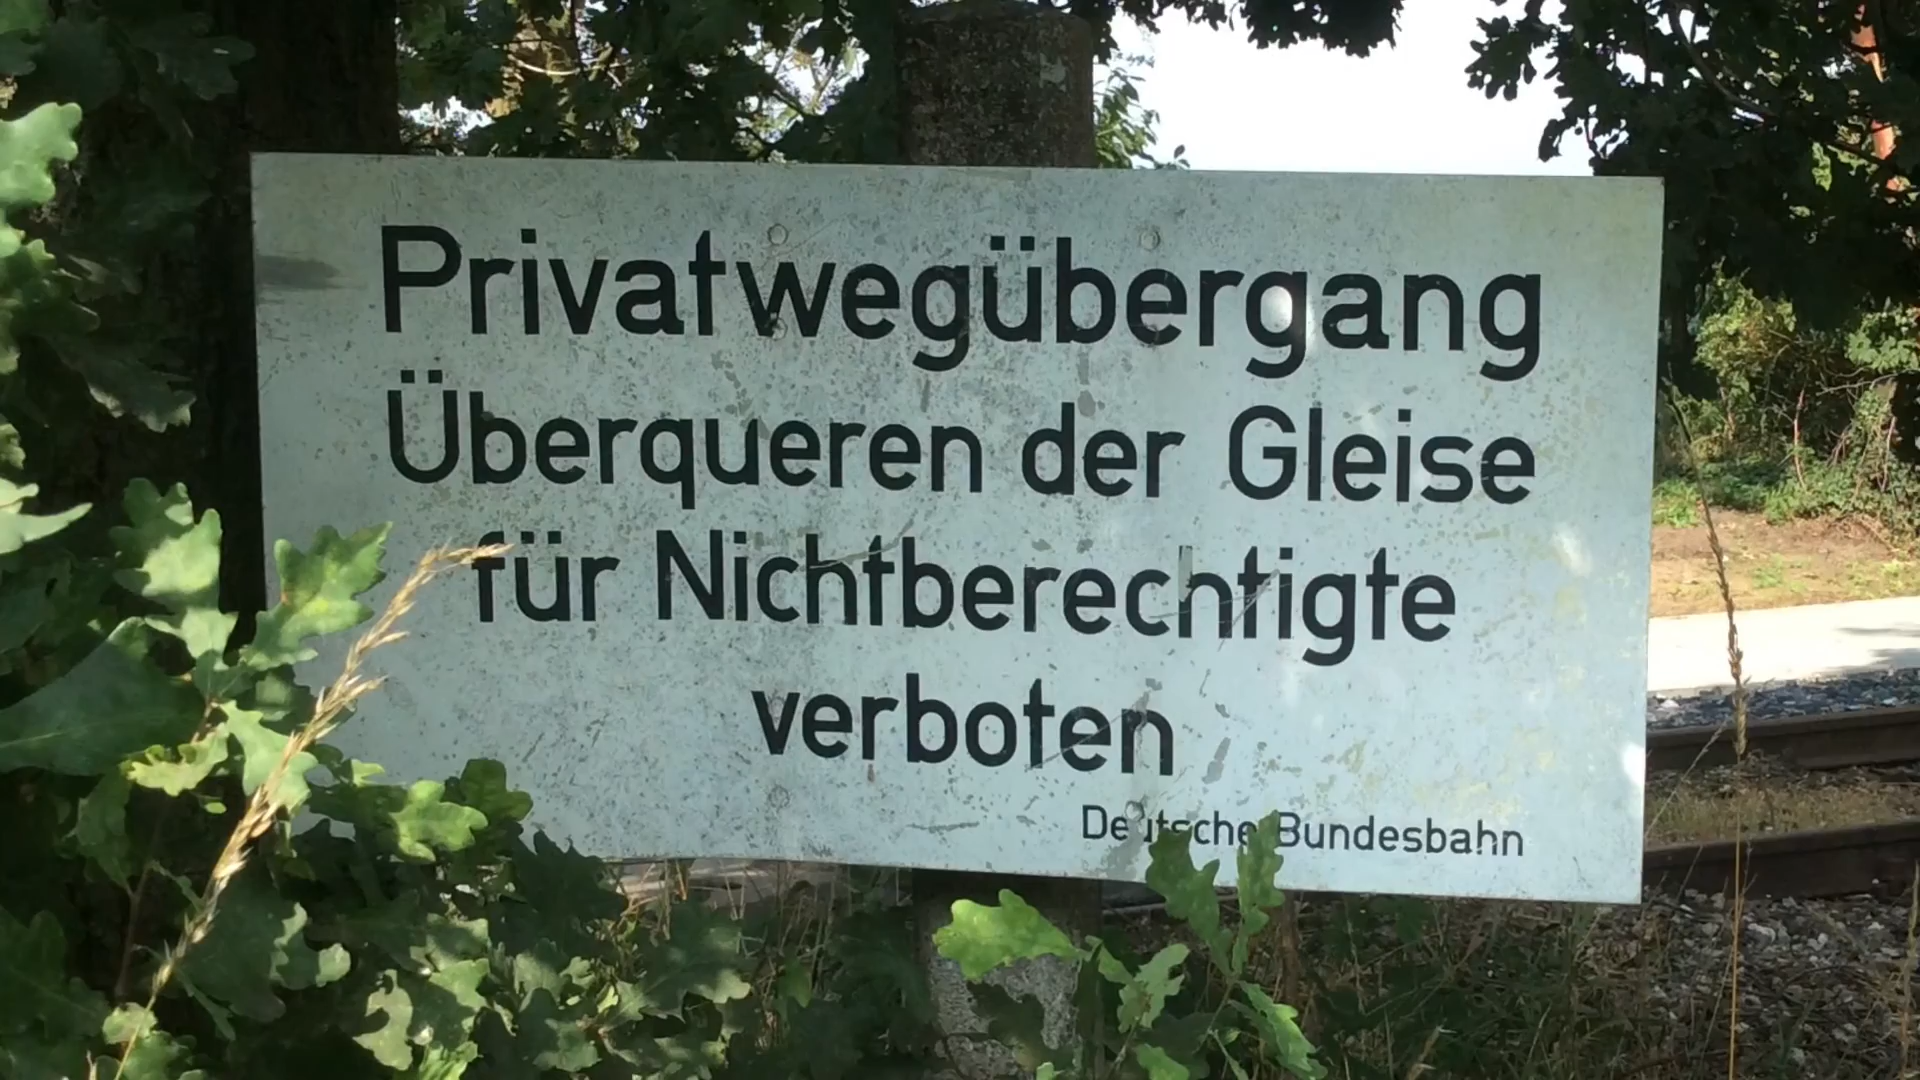 Privatwegübergang
Überqueren der Gleise
für Nichtberechtigte
verboten
Deutsche Bundesbahn